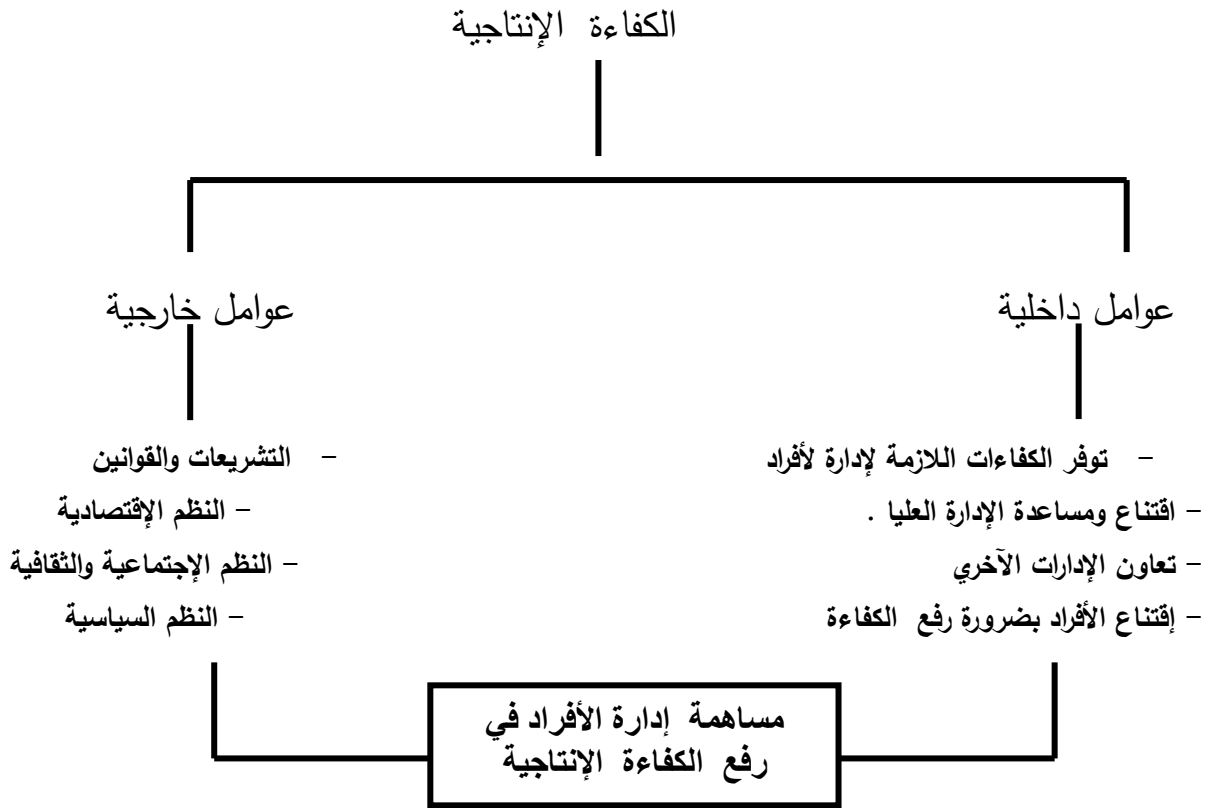 الكفاءة الإنتاجية
عوامل داخلية
عوامل خارجية
- توفر الكفاءات اللازمة لإدارة لأفراد
- اقتناع ومساعدة الإدارة العليا .
- تعاون الإدارات الآخري
- إقتناع الأفراد بضرورة رفع الكفاءة
- التشريعات والقوانين
- النظم الإقتصادية
- النظم الإجتماعية والثقافية
- النظم السياسية
مساهمة إدارة الأفراد في
رفع الكفاءة الإنتاجية